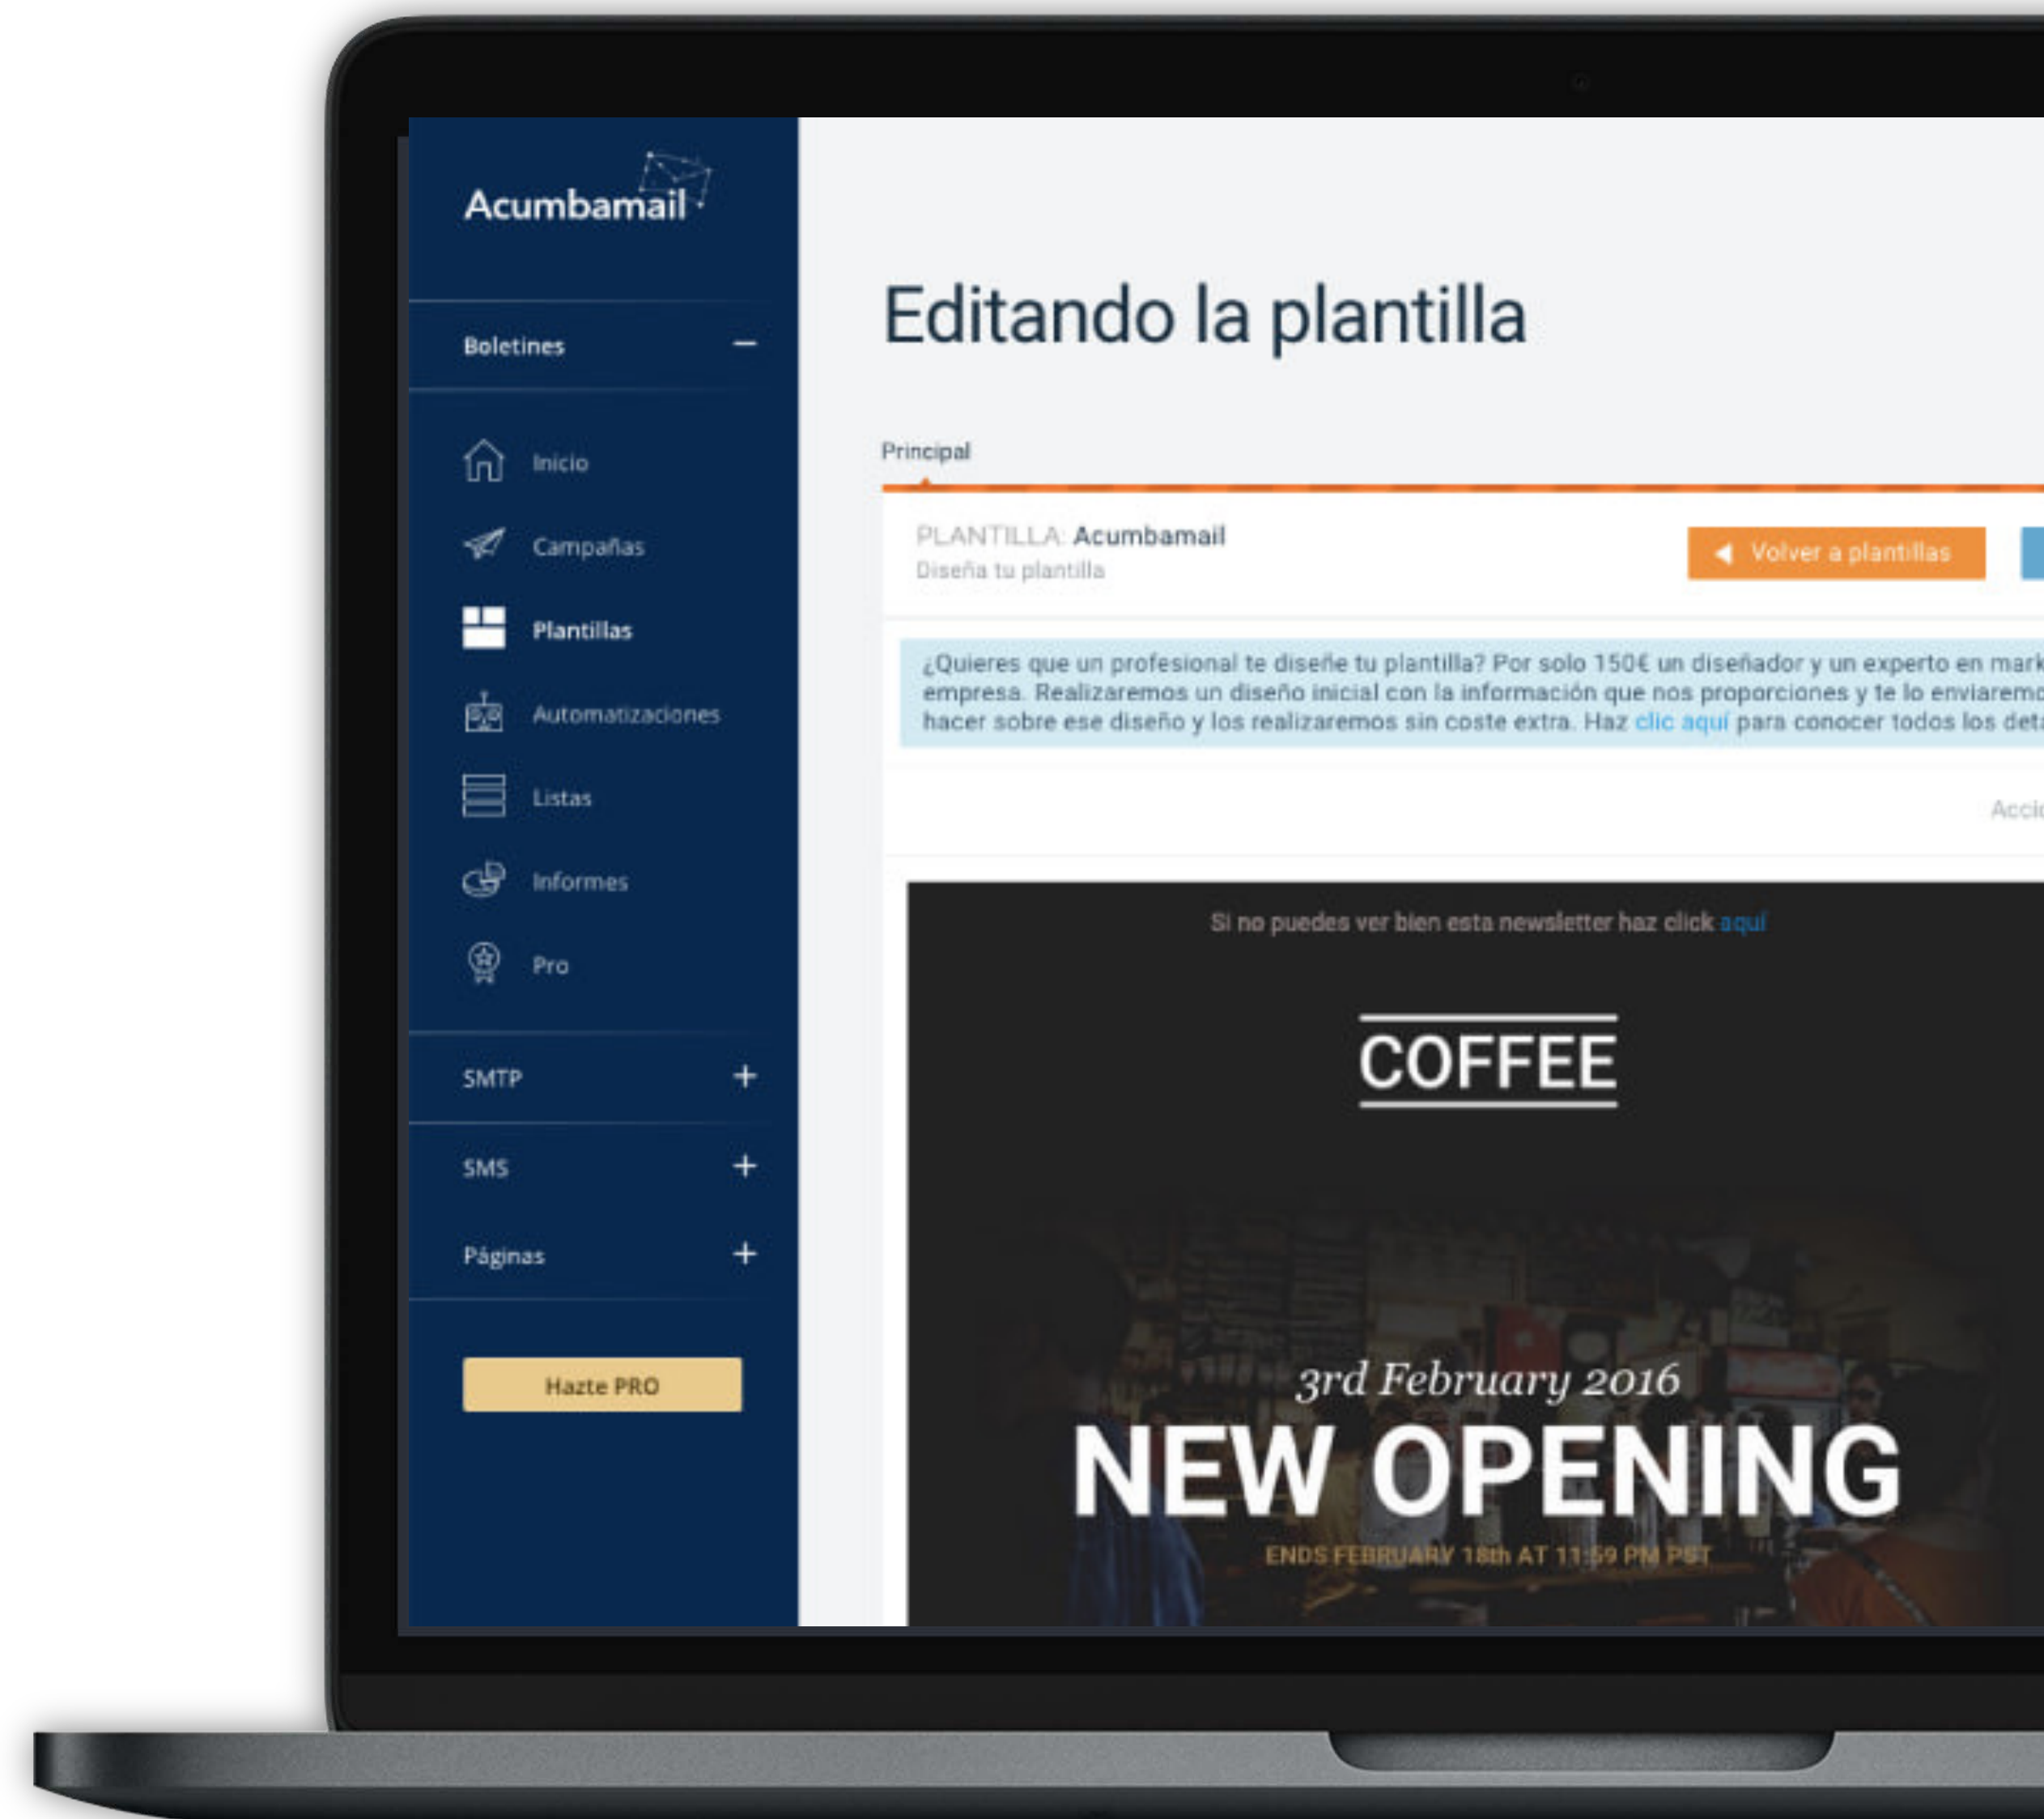 Acumbamail
Boletines
Inicio
Campañas
Plantillas
Automatizaciones
Listas
Informes
Pro
SMTP
SMS
Páginas
Hazte PRO
Editando la plantilla
Principal
PLANTILLA: Acumbamail
Diseña tu plantilla
Volver a plantillas
¿Quieres que un profesional te diseñe tu plantilla? Por solo 150€ un diseñador y un experto en mark
empresa. Realizaremos un diseño inicial con la información que nos proporciones y te lo enviaremo
hacer sobre ese diseño y los realizaremos sin coste extra. Haz clic aquí para conocer todos los deta
Accio
Si no puedes ver bien esta newsletter haz click aquí
COFFEE
3rd February 2016
NEW OPENING
ENDS FEBRUARY 18th AT 11:59 PM PST